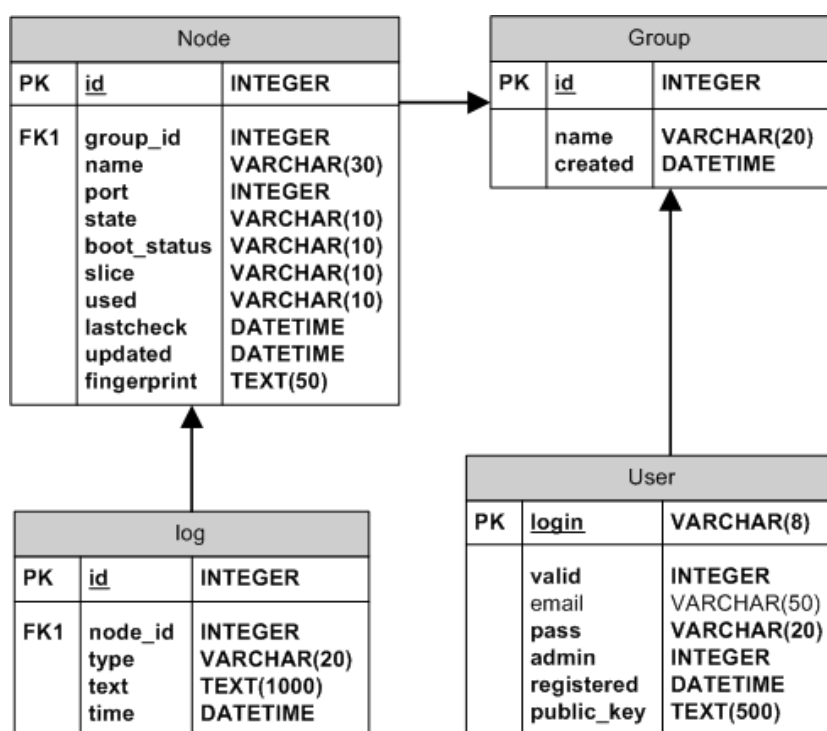 Node
PK id INTEGER
FK1 group_id INTEGER
name VARCHAR(30)
port INTEGER
state VARCHAR(10)
boot_status VARCHAR(10)
slice VARCHAR(10)
used VARCHAR(10)
lastcheck DATETIME
updated DATETIME
fingerprint TEXT(50)
Group
PK id INTEGER
name VARCHAR(20)
created DATETIME
log
PK id INTEGER
FK1 node_id INTEGER
type VARCHAR(20)
text TEXT(1000)
time DATETIME
User
PK login VARCHAR(8)
valid INTEGER
email VARCHAR(50)
pass VARCHAR(20)
admin INTEGER
registered DATETIME
public_key TEXT(500)